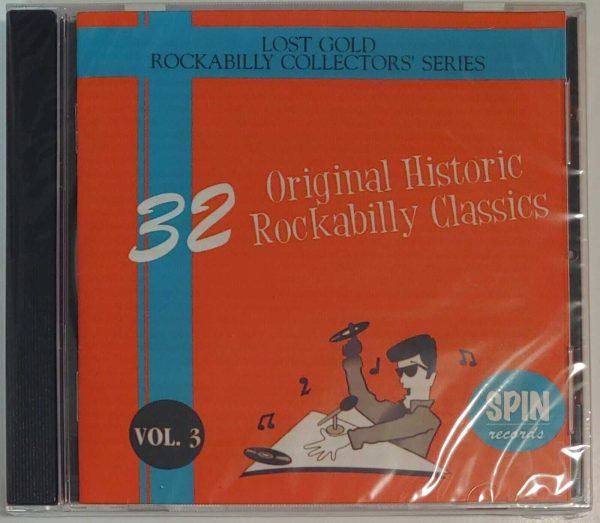 LOST GOLD
ROCKABILLY COLLECTORS' SERIES
32 Original Historic
Rockabilly Classics
VOL. 3
SPIN
records